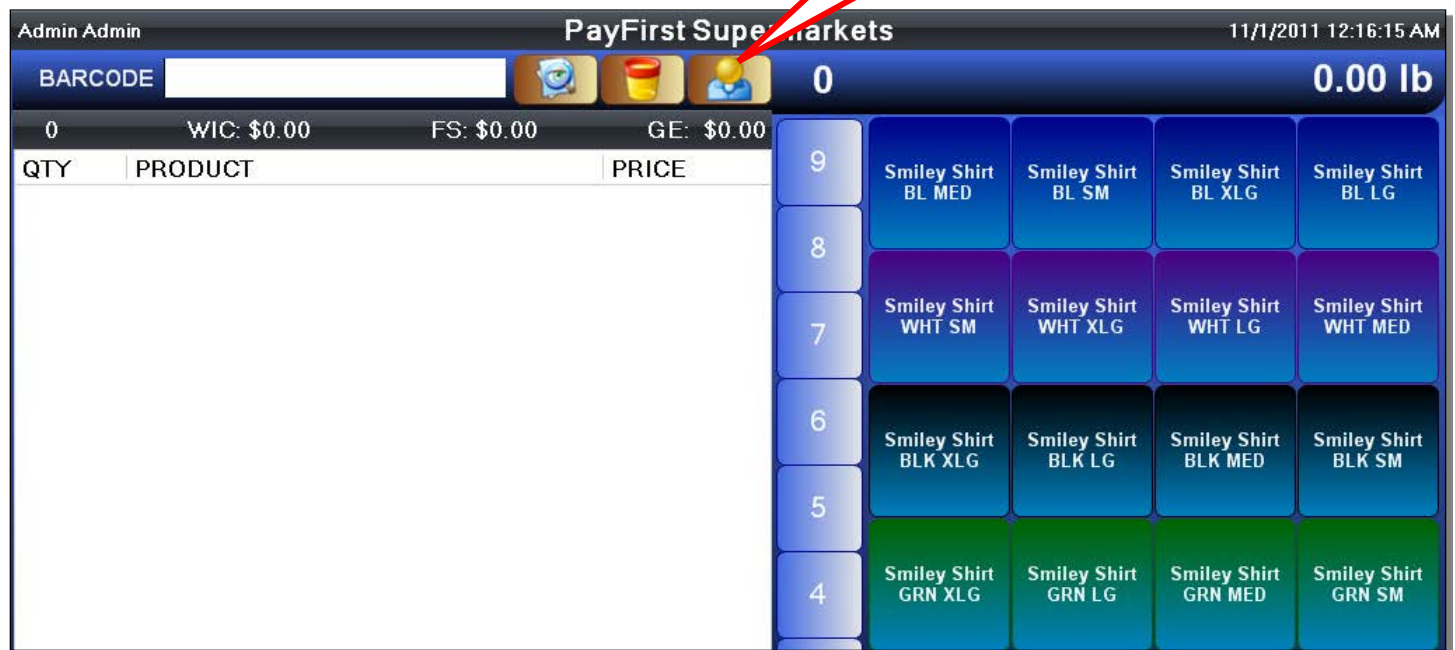 Admin Admin PayFirst Supermarkets 11/1/2011 12:16:15 AM
BARCODE 0 0.00 lb
0 WIC: $0.00 FS: $0.00 GE: $0.00
QTY PRODUCT PRICE
9
8
7
6
5
4
Smiley Shirt BL MED
Smiley Shirt BL SM
Smiley Shirt BL XLG
Smiley Shirt BL LG
Smiley Shirt WHT SM
Smiley Shirt WHT XLG
Smiley Shirt WHT LG
Smiley Shirt WHT MED
Smiley Shirt BLK XLG
Smiley Shirt BLK LG
Smiley Shirt BLK MED
Smiley Shirt BLK SM
Smiley Shirt GRN XLG
Smiley Shirt GRN LG
Smiley Shirt GRN MED
Smiley Shirt GRN SM